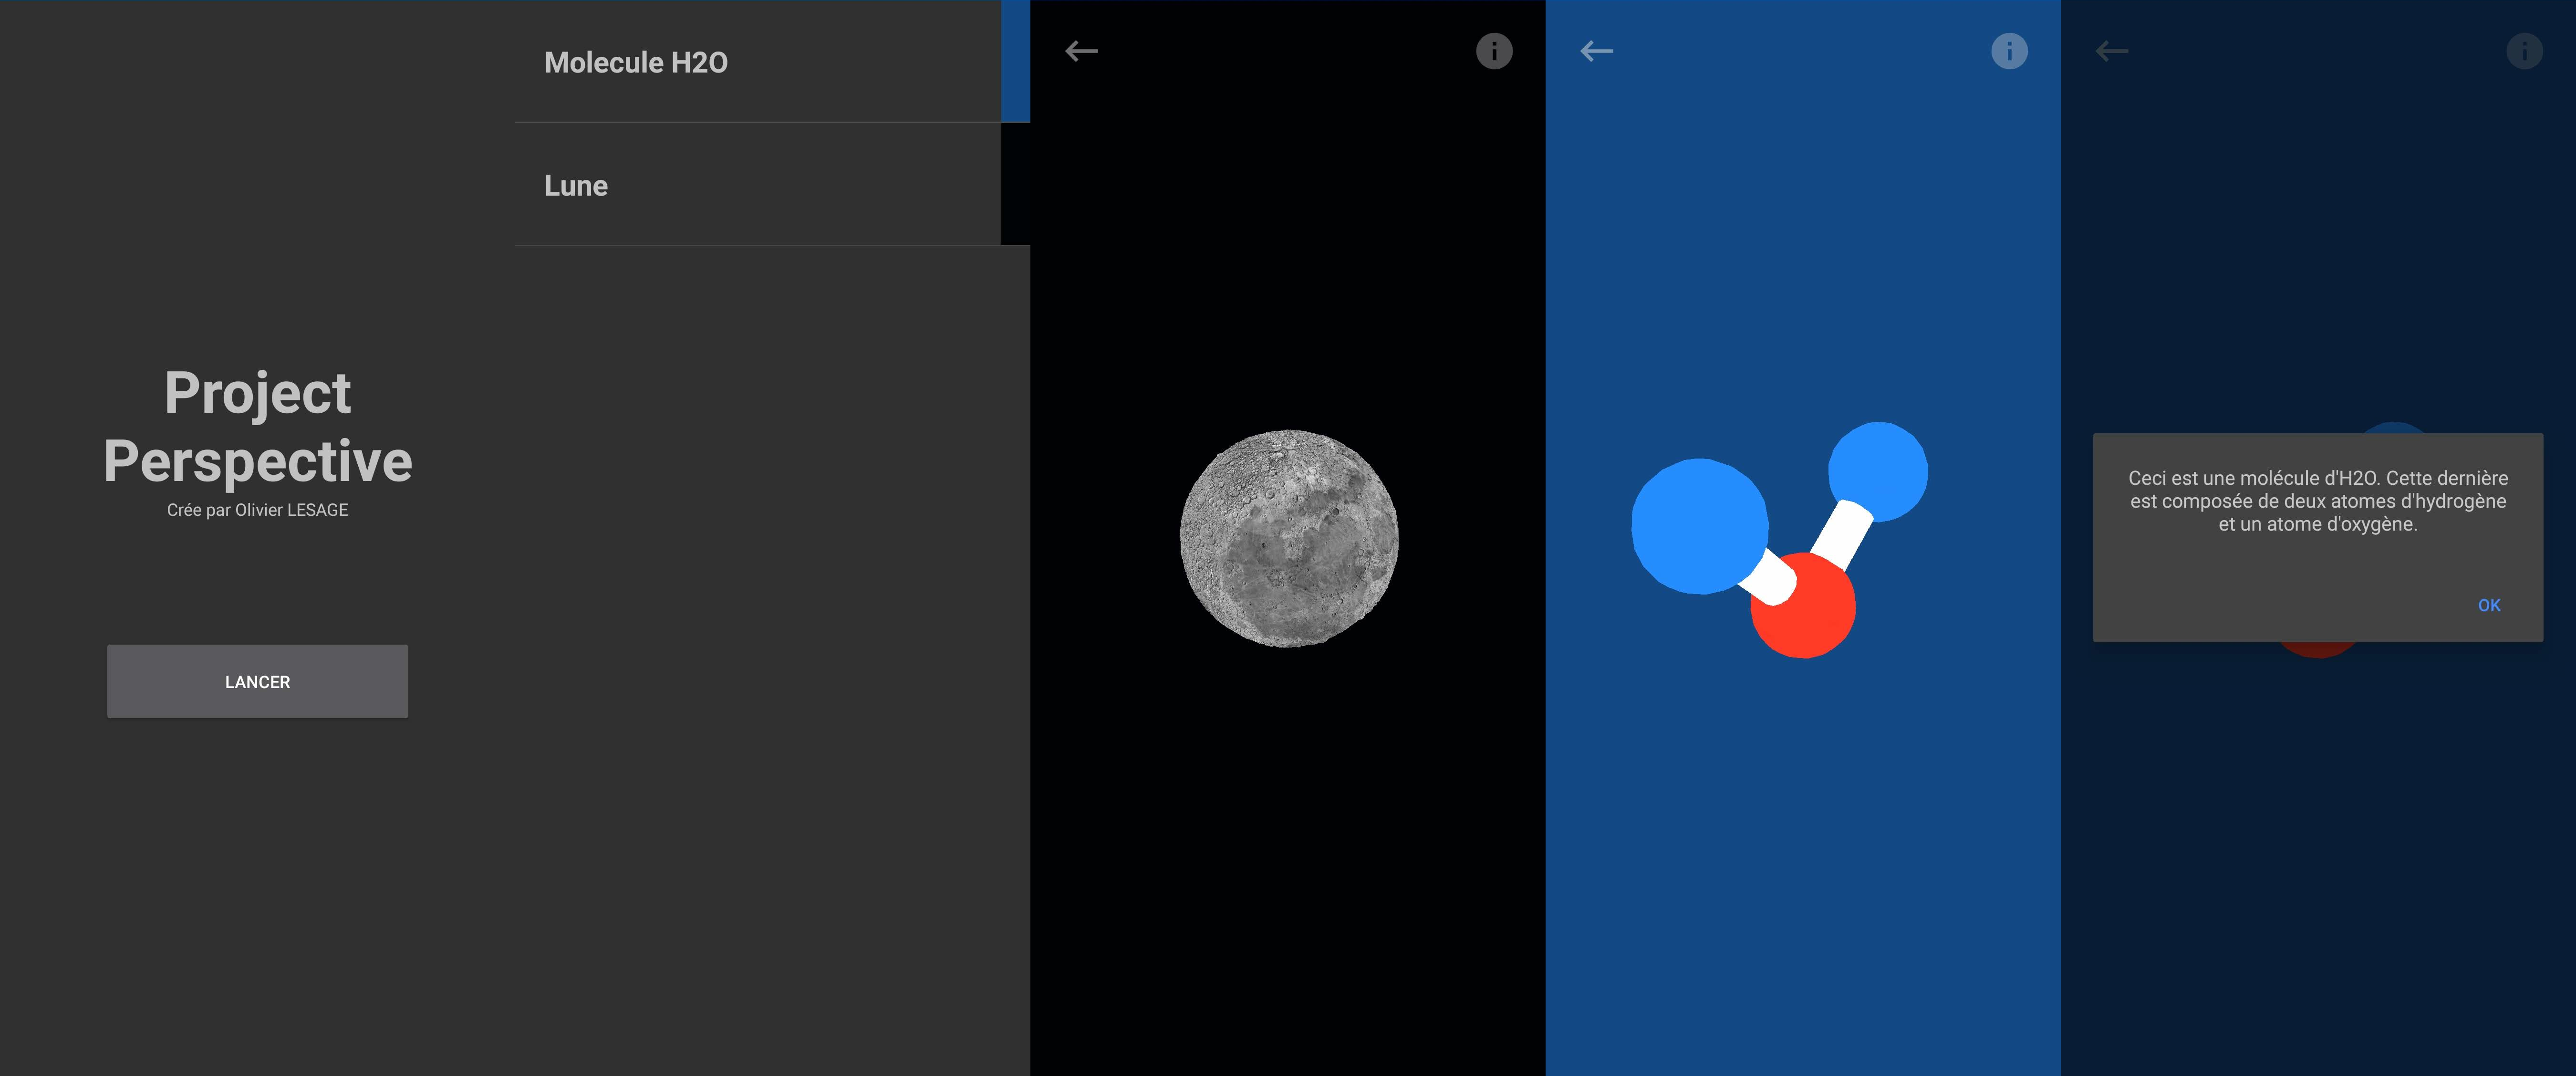 Project
Perspective
Crée par Olivier LESAGE
LANCER
Molecule H2O
Lune
Ceci est une molécule d'H2O. Cette dernière
est composée de deux atomes d'hydrogène
et un atome d'oxygène.
OK